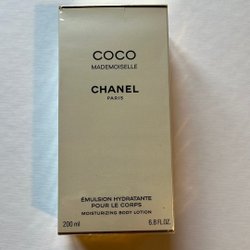 COCO
MADEMOISELLE
CHANEL
PARIS
ÉMULSION HYDRATANTE
POUR LE CORPS
MOISTURIZING BODY LOTION
200 ml 6.8 FL.OZ.